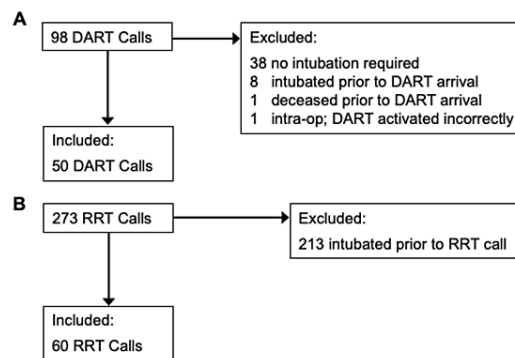 A
98 DART Calls
Excluded:
38 no intubation required
8 intubated prior to DART arrival
1 deceased prior to DART arrival
1 intra-op; DART activated incorrectly
Included:
50 DART Calls
B
273 RRT Calls
Excluded:
213 intubated prior to RRT call
Included:
60 RRT Calls